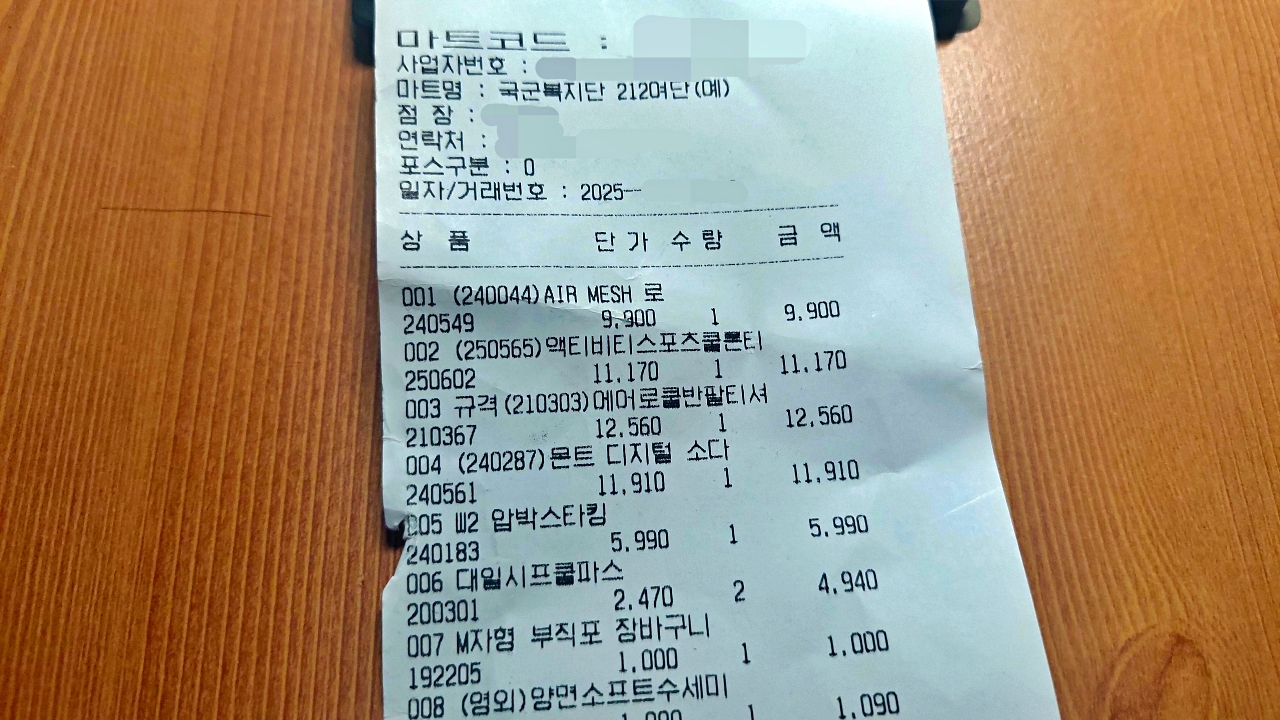 마트코드 :
사업자번호 :
마트명 : 국군복지단 2120여단(예)
점 장 :
연락처 :
포스구분 : 0
일자/거래번호 : 2025--
상 품 단 가 수 량 금 액
001 (240044)AIR MESH 로
240549 9,900 1 9,900
002 (250565)액티비티스포츠쿨론티
250602 11,170 1 11,170
003 규격(210303)에어로쿨반팔티셔
210367 12,560 1 12,560
004 (240287)몬트 디지털 소다
240561 11,910 1 11,910
005 W2 압박스타킹
240183 5,990 1 5,990
006 대일시프쿨파스
200301 2,470 2 4,940
007 M자형 부직포 장바구니
192205 1,000 1 1,000
008 (영외)양면소프트수세미
1 1,090